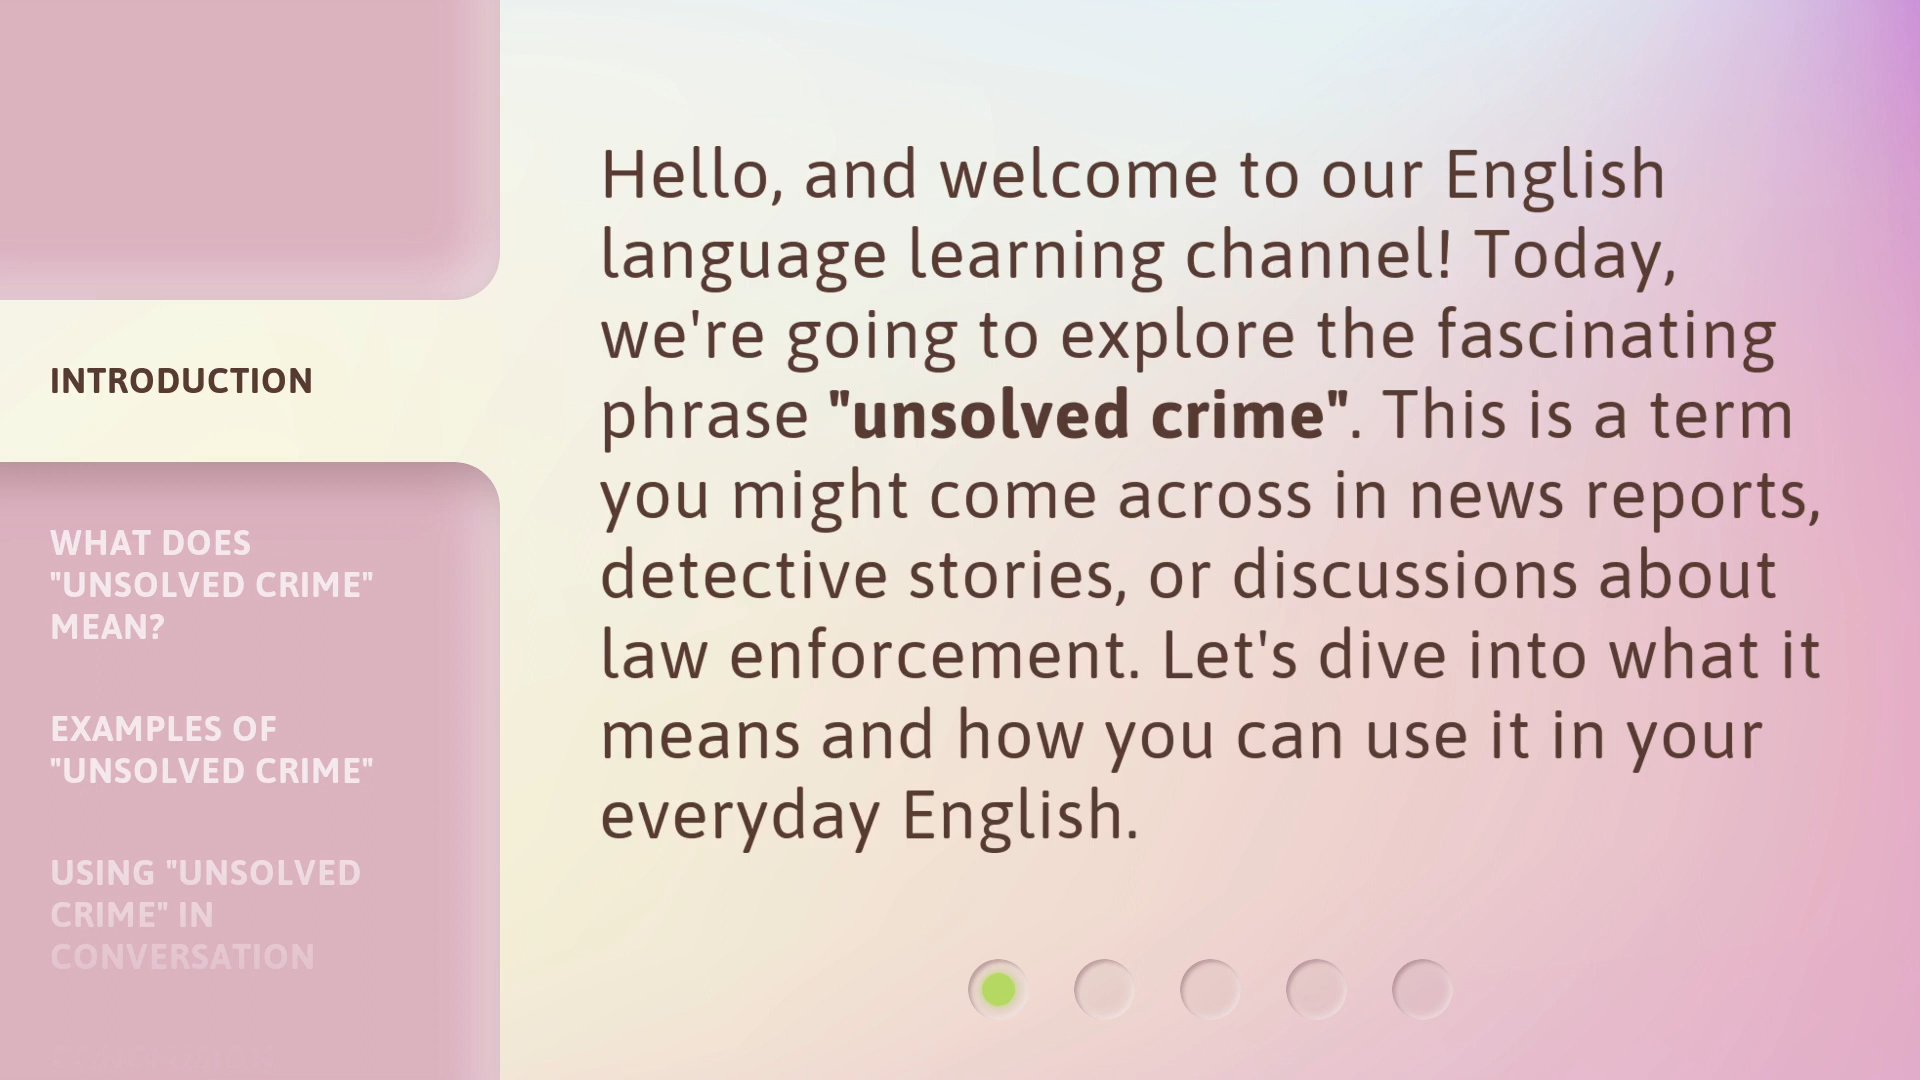 INTRODUCTION
WHAT DOES
"UNSOLVED CRIME"
MEAN?
EXAMPLES OF
"UNSOLVED CRIME"
USING "UNSOLVED
CRIME" IN
CONVERSATION
Hello, and welcome to our English
language learning channel! Today,
we're going to explore the fascinating
phrase "unsolved crime". This is a term
you might come across in news reports,
detective stories, or discussions about
law enforcement. Let's dive into what it
means and how you can use it in your
everyday English.